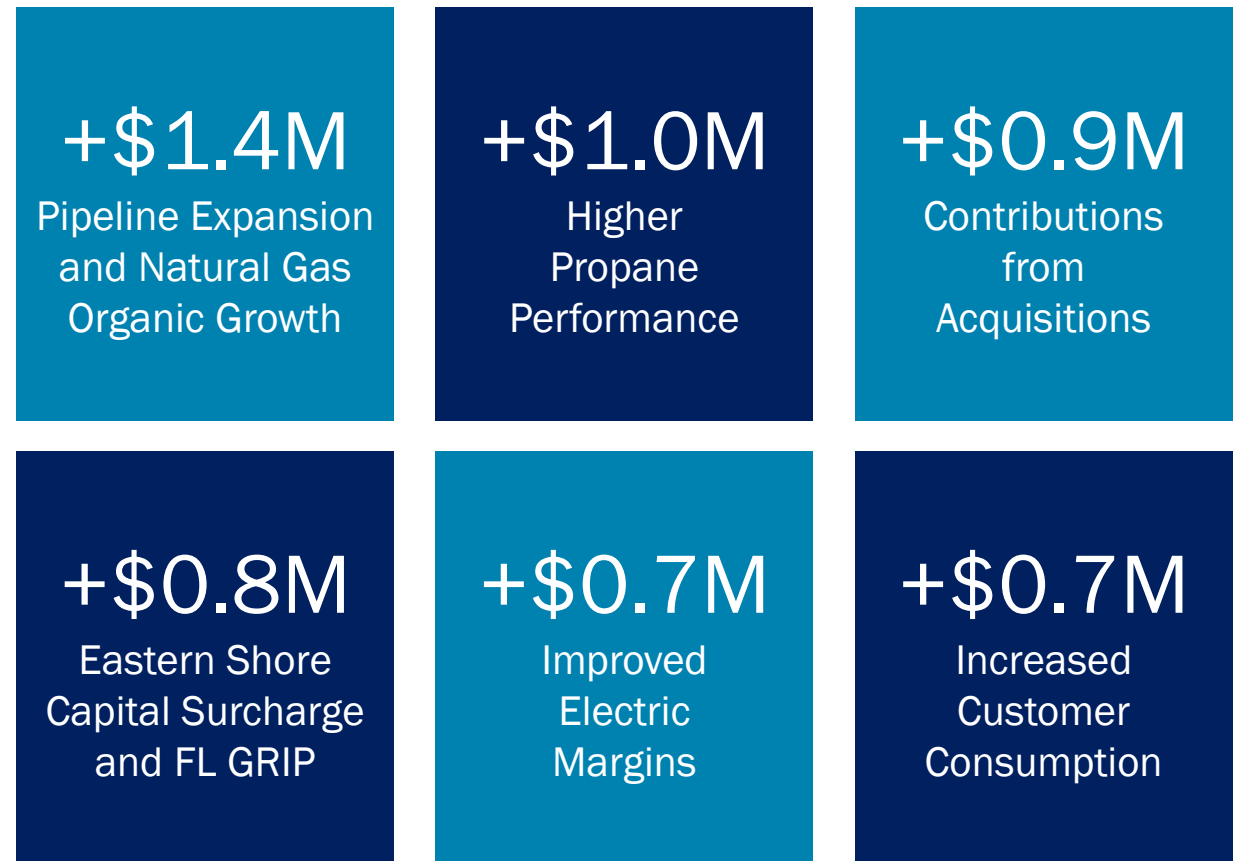 +$1.4M
Pipeline Expansion
and Natural Gas
Organic Growth
+$1.0M
Higher
Propane
Performance
+$0.9M
Contributions
from
Acquisitions
+$0.8M
Eastern Shore
Capital Surcharge
and FL GRIP
+$0.7M
Improved
Electric
Margins
+$0.7M
Increased
Customer
Consumption